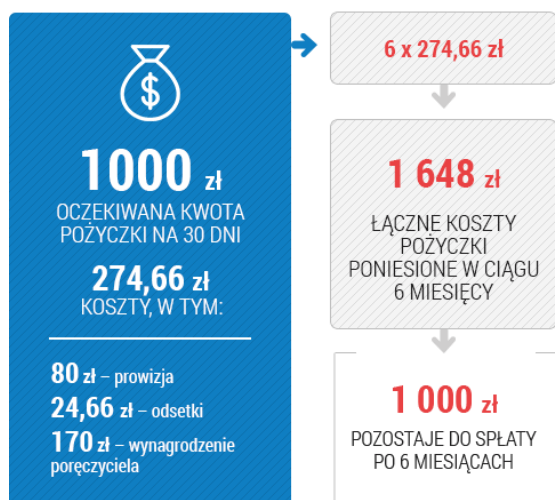 $
1000 zł
OCZEKIWANA KWOTA
POŻYCZKI NA 30 DNI
274,66 zł
KOSZTY, W TYM:
80 zł – prowizja
24,66 zł – odsetki
170 zł – wynagrodzenie
poręczyciela
6 x 274,66 zł
1 648 zł
ŁĄCZNE KOSZTY
POŻYCZKI
PONIESIONE W CIĄGU
6 MIESIĘCY
1 000 zł
POZOSTAJE DO SPŁATY
PO 6 MIESIĄCACH